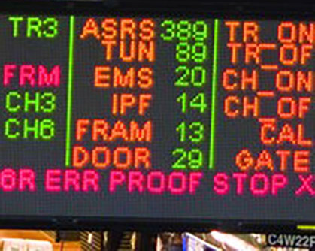 TR3 ASRS 389 TR_ON
TUN 89 TR_OF
FRM EMS 20 CH_ON
CH3 IPF 14 CH_OF
CH6 FRAM 13 CAL
DOOR 29 GATE
6R ERR PROOF STOP X
C4W22F